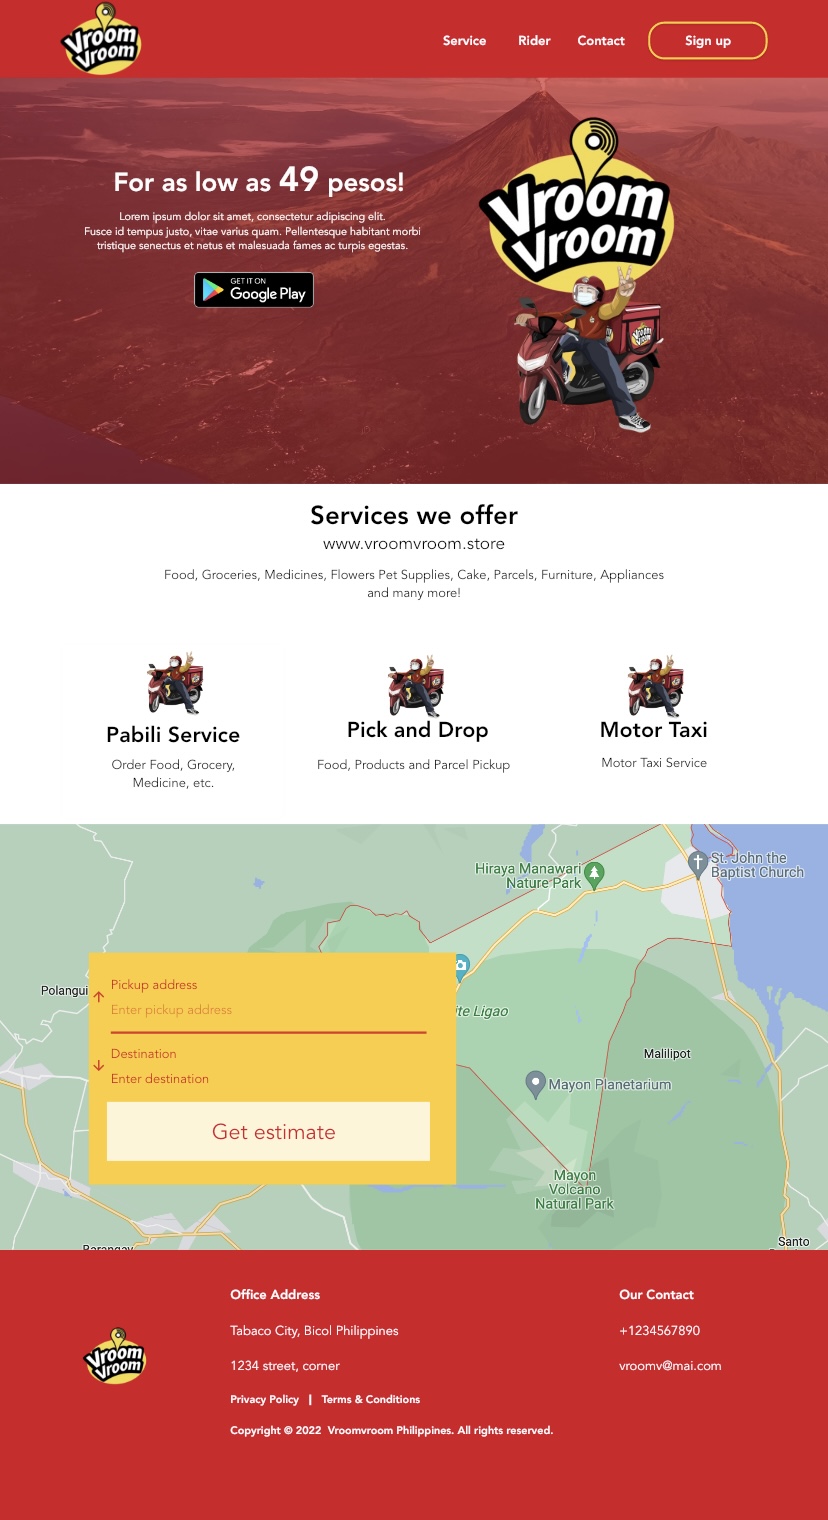 Vroom
Vroom
Service
Rider
Contact
Sign up
For as low as 49 pesos!
Lorem ipsum dolor sit amet, consectetur adipiscing elit.
Fusce id tempus justo, vitae varius quam. Pellentesque habitant morbi
tristique senectus et netus et malesuada fames ac turpis egestas.
GET IT ON
Google Play
Vroom
Vroom
Vroom
Vroom
Services we offer
www.vroomvroom.store
Food, Groceries, Medicines, Flowers Pet Supplies, Cake, Parcels, Furniture, Appliances
and many more!
Pabili Service
Order Food, Grocery,
Medicine, etc.
Pick and Drop
Food, Products and Parcel Pickup
Motor Taxi
Motor Taxi Service
Hiraya Manawari
Nature Park
St. John the
Baptist Church
Polangui
ite Ligao
Malilipot
Mayon Planetarium
Mayon
Volcano
Natural Park
Barangay
Santo
Pickup address
Enter pickup address
Destination
Enter destination
Get estimate
Vroom
Vroom
Office Address
Tabaco City, Bicol Philippines
1234 street, corner
Privacy Policy | Terms & Conditions
Copyright © 2022 Vroomvroom Philippines. All rights reserved.
Our Contact
+1234567890
vroomv@mai.com